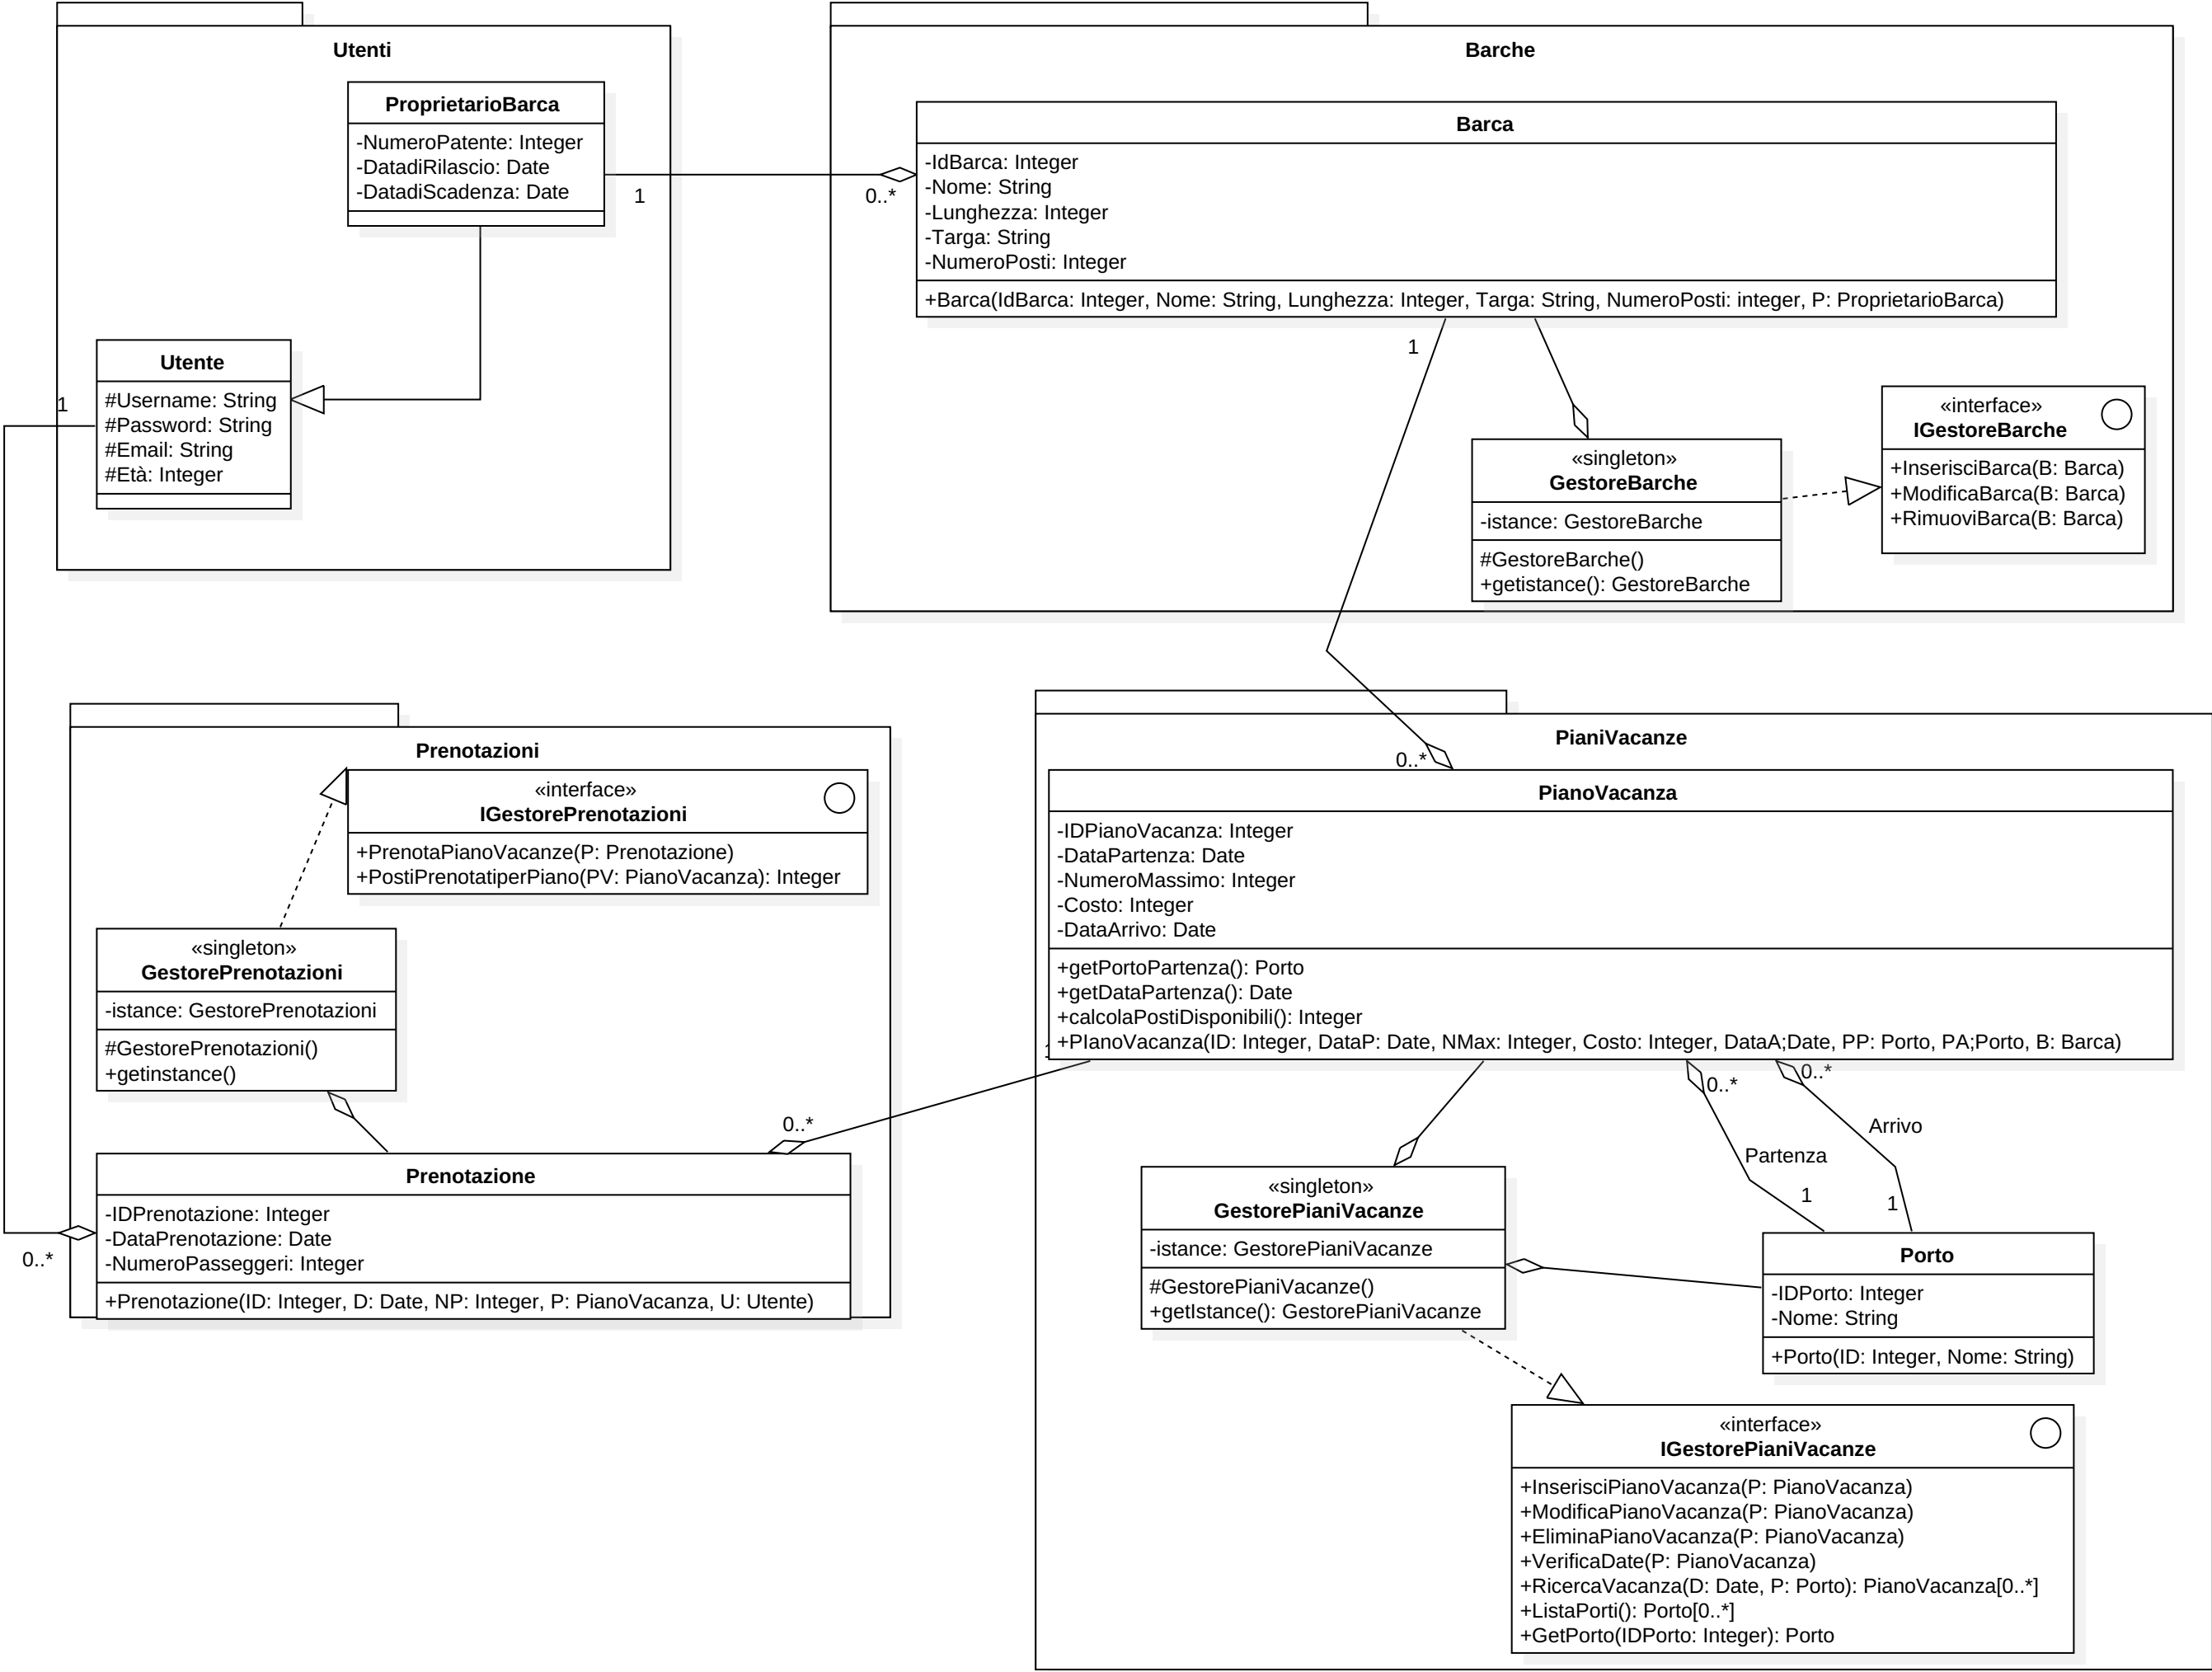 Utenti
ProprietarioBarca
-NumeroPatente: Integer
-DatadiRilascio: Date
-DatadiScadenza: Date
1
0..*
Utente
#Username: String
#Password: String
#Email: String
#Età: Integer
1
0..*
Barche
Barca
-IdBarca: Integer
-Nome: String
-Lunghezza: Integer
-Targa: String
-NumeroPosti: Integer
+Barca(IdBarca: Integer, Nome: String, Lunghezza: Integer, Targa: String, NumeroPosti: integer, P: ProprietarioBarca)
1
«singleton»
GestoreBarche
-istance: GestoreBarche
#GestoreBarche()
+getistance(): GestoreBarche
«interface»
IGestoreBarche
+InserisciBarca(B: Barca)
+ModificaBarca(B: Barca)
+RimuoviBarca(B: Barca)
Prenotazioni
«interface»
IGestorePrenotazioni
+PrenotaPianoVacanze(P: Prenotazione)
+PostiPrenotatiperPiano(PV: PianoVacanza): Integer
«singleton»
GestorePrenotazioni
-istance: GestorePrenotazioni
#GestorePrenotazioni()
+getinstance()
0..*
Prenotazione
-IDPrenotazione: Integer
-DataPrenotazione: Date
-NumeroPasseggeri: Integer
+Prenotazione(ID: Integer, D: Date, NP: Integer, P: PianoVacanza, U: Utente)
PianiVacanze
0..*
PianoVacanza
-IDPianoVacanza: Integer
-DataPartenza: Date
-NumeroMassimo: Integer
-Costo: Integer
-DataArrivo: Date
+getPortoPartenza(): Porto
+getDataPartenza(): Date
+calcolaPostiDisponibili(): Integer
+PIanoVacanza(ID: Integer, DataP: Date, NMax: Integer, Costo: Integer, DataA;Date, PP: Porto, PA;Porto, B: Barca)
0..*
0..*
Arrivo
Partenza
1
1
«singleton»
GestorePianiVacanze
-istance: GestorePianiVacanze
#GestorePianiVacanze()
+getIstance(): GestorePianiVacanze
Porto
-IDPorto: Integer
-Nome: String
+Porto(ID: Integer, Nome: String)
«interface»
IGestorePianiVacanze
+InserisciPianoVacanza(P: PianoVacanza)
+ModificaPianoVacanza(P: PianoVacanza)
+EliminaPianoVacanza(P: PianoVacanza)
+VerificaDate(P: PianoVacanza)
+RicercaVacanza(D: Date, P: Porto): PianoVacanza[0..*]
+ListaPorti(): Porto[0..*]
+GetPorto(IDPorto: Integer): Porto